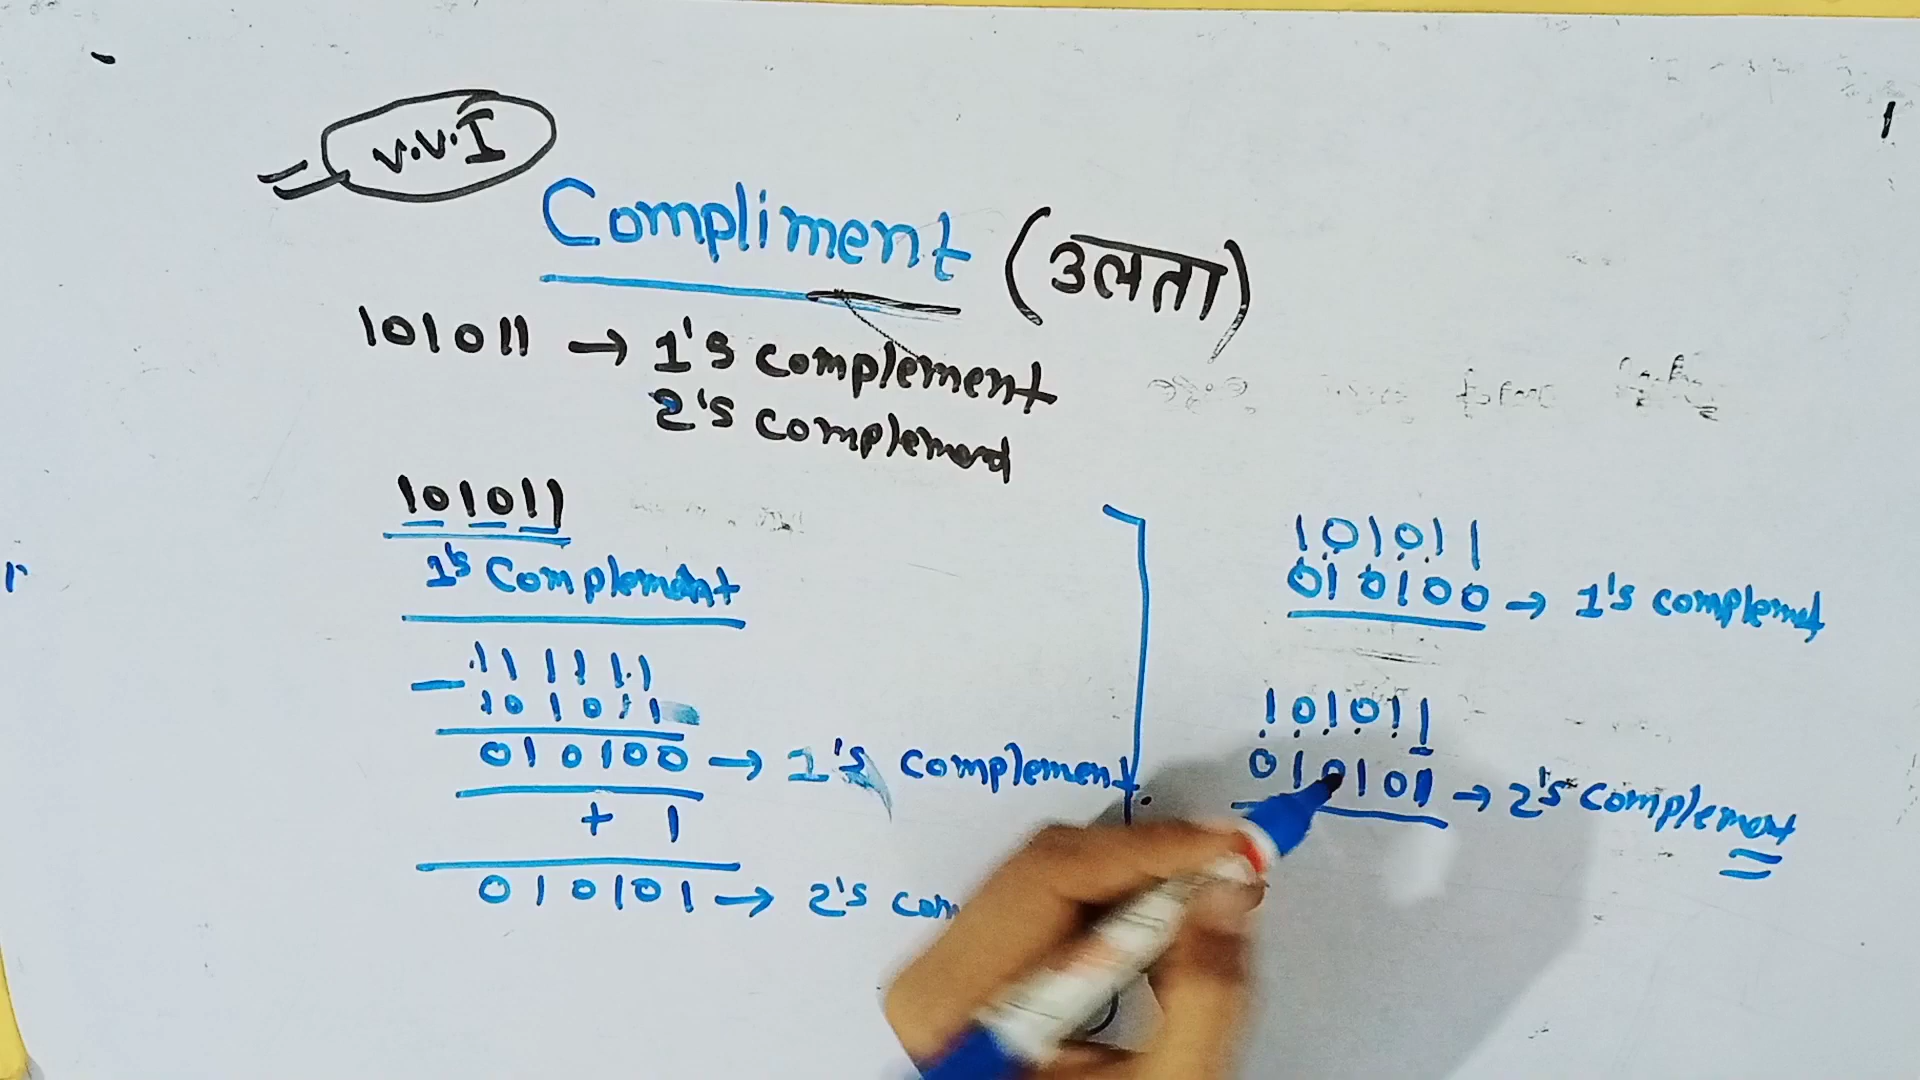 V.V.I
Compliment (उलता)
101011 → 1's complement
2's complement
101011
1's Complement
111111
— 101011
010100 → 1's complement
+ 1
010101 → 2's com
101011
010100 → 1's complemet
101011
010101 → 2's complement